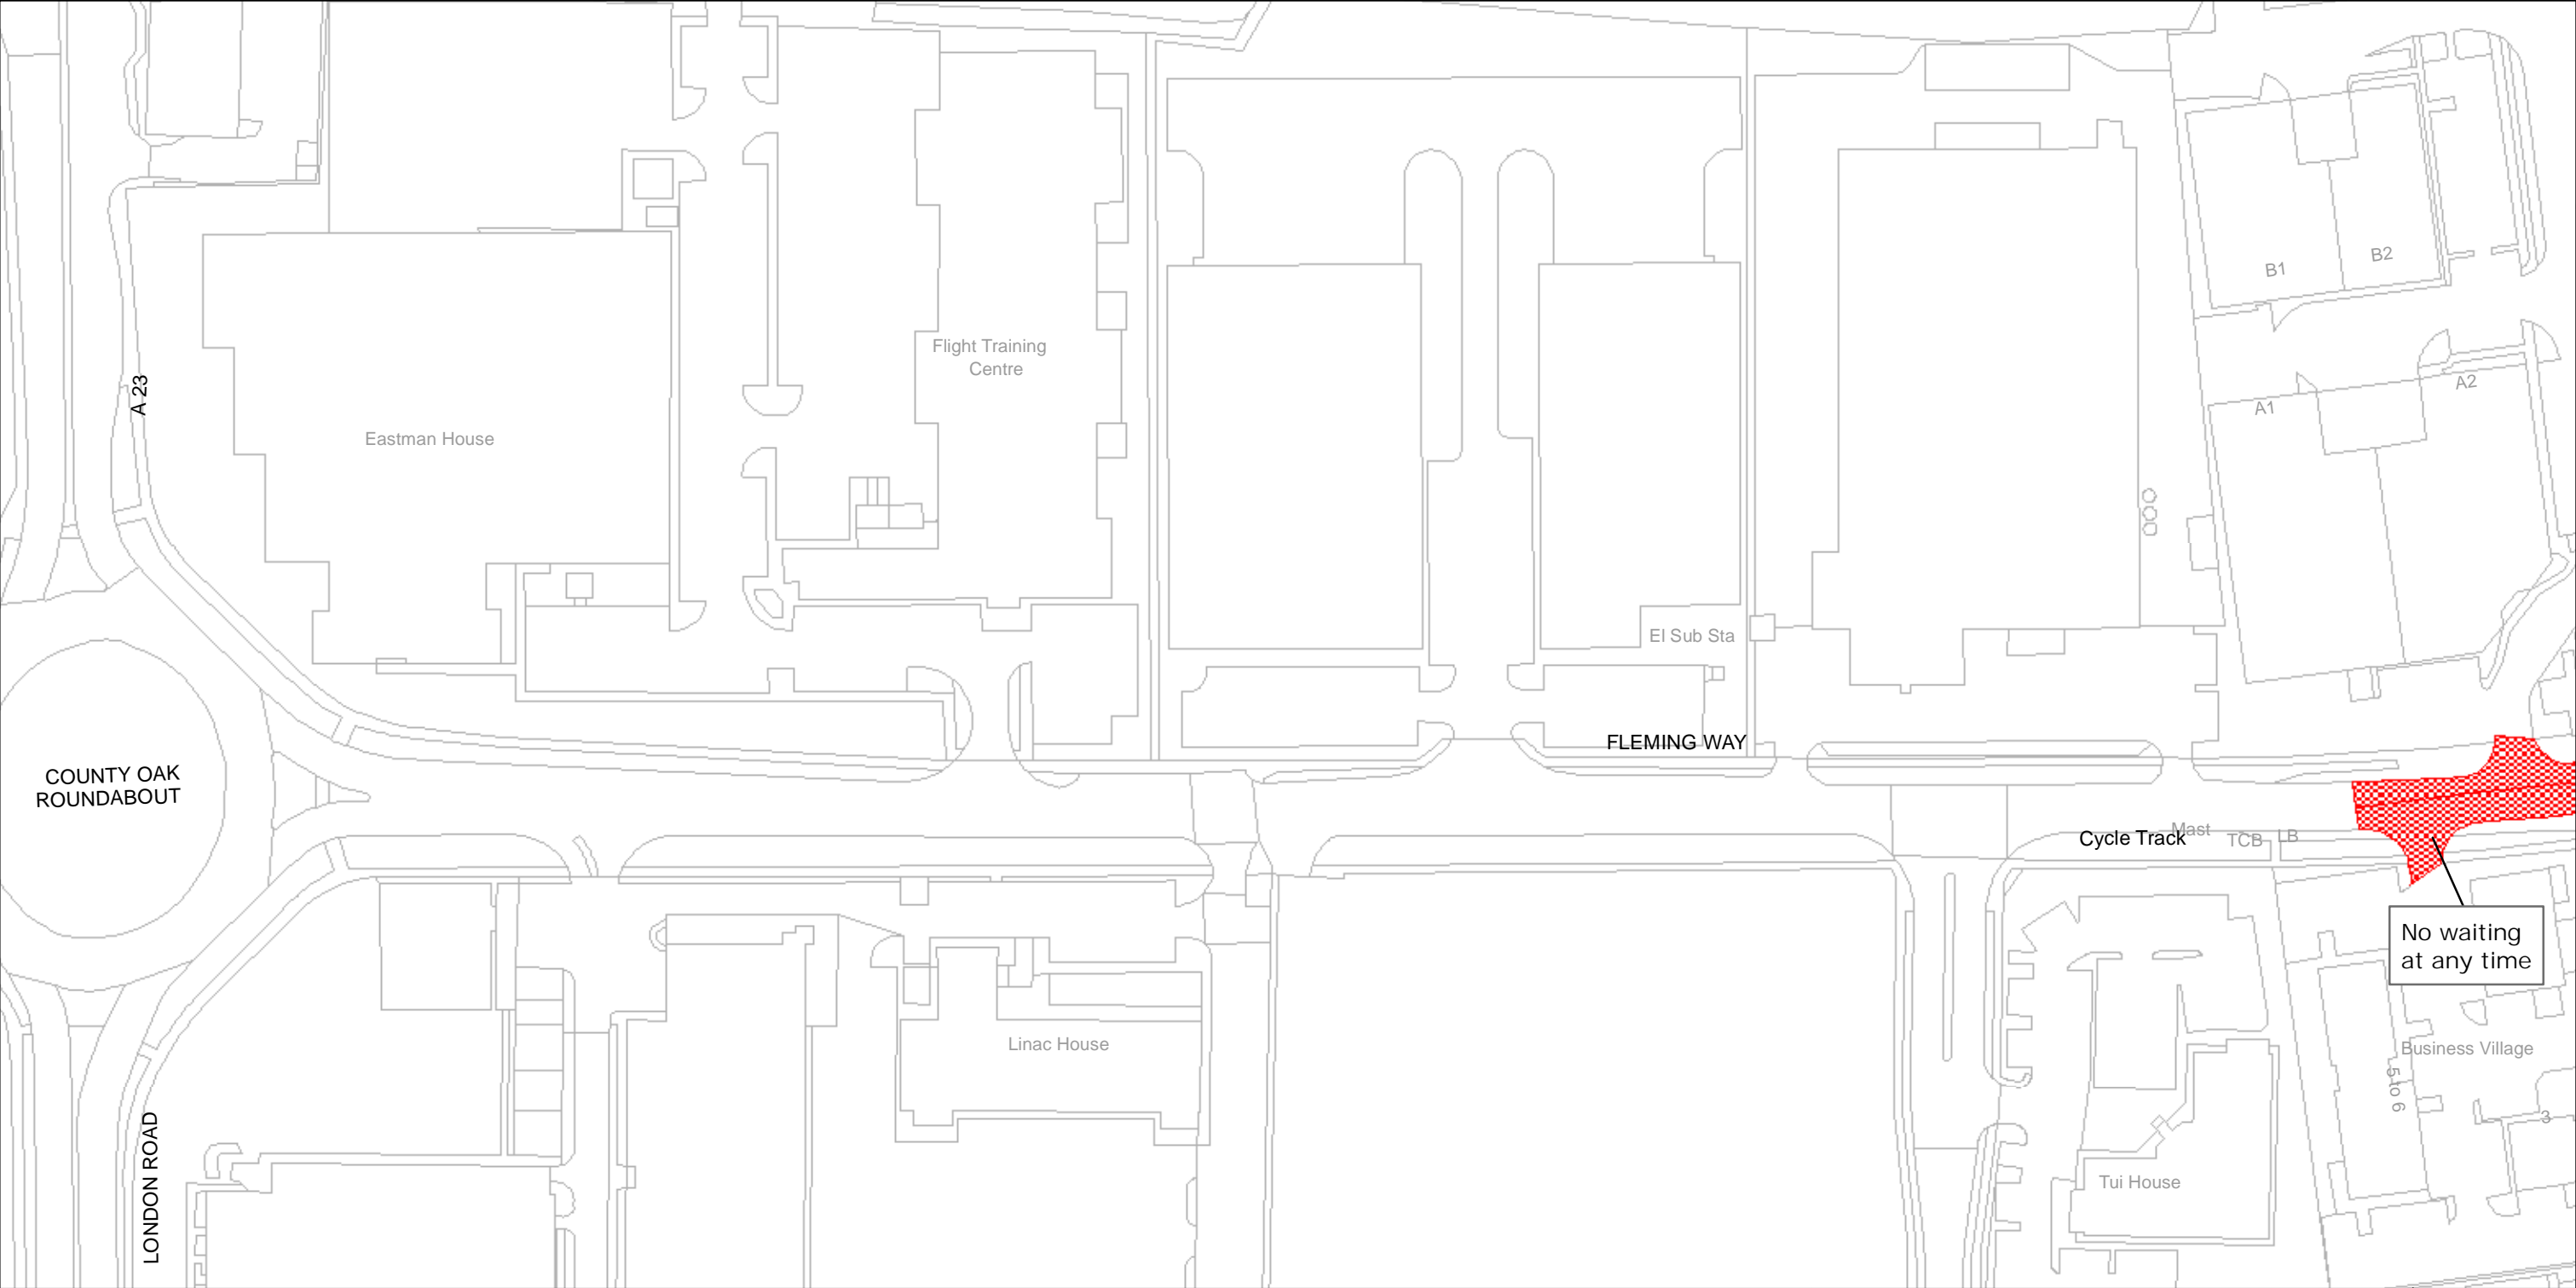 B1
B2
Flight Training
Centre
A 23
A2
A1
Eastman House
El Sub Sta
FLEMING WAY
COUNTY OAK
ROUNDABOUT
Mast
Cycle Track
TCB
LB
No waiting
at any time
Linac House
Business Village
5 to 6
3
LONDON ROAD
Tui House